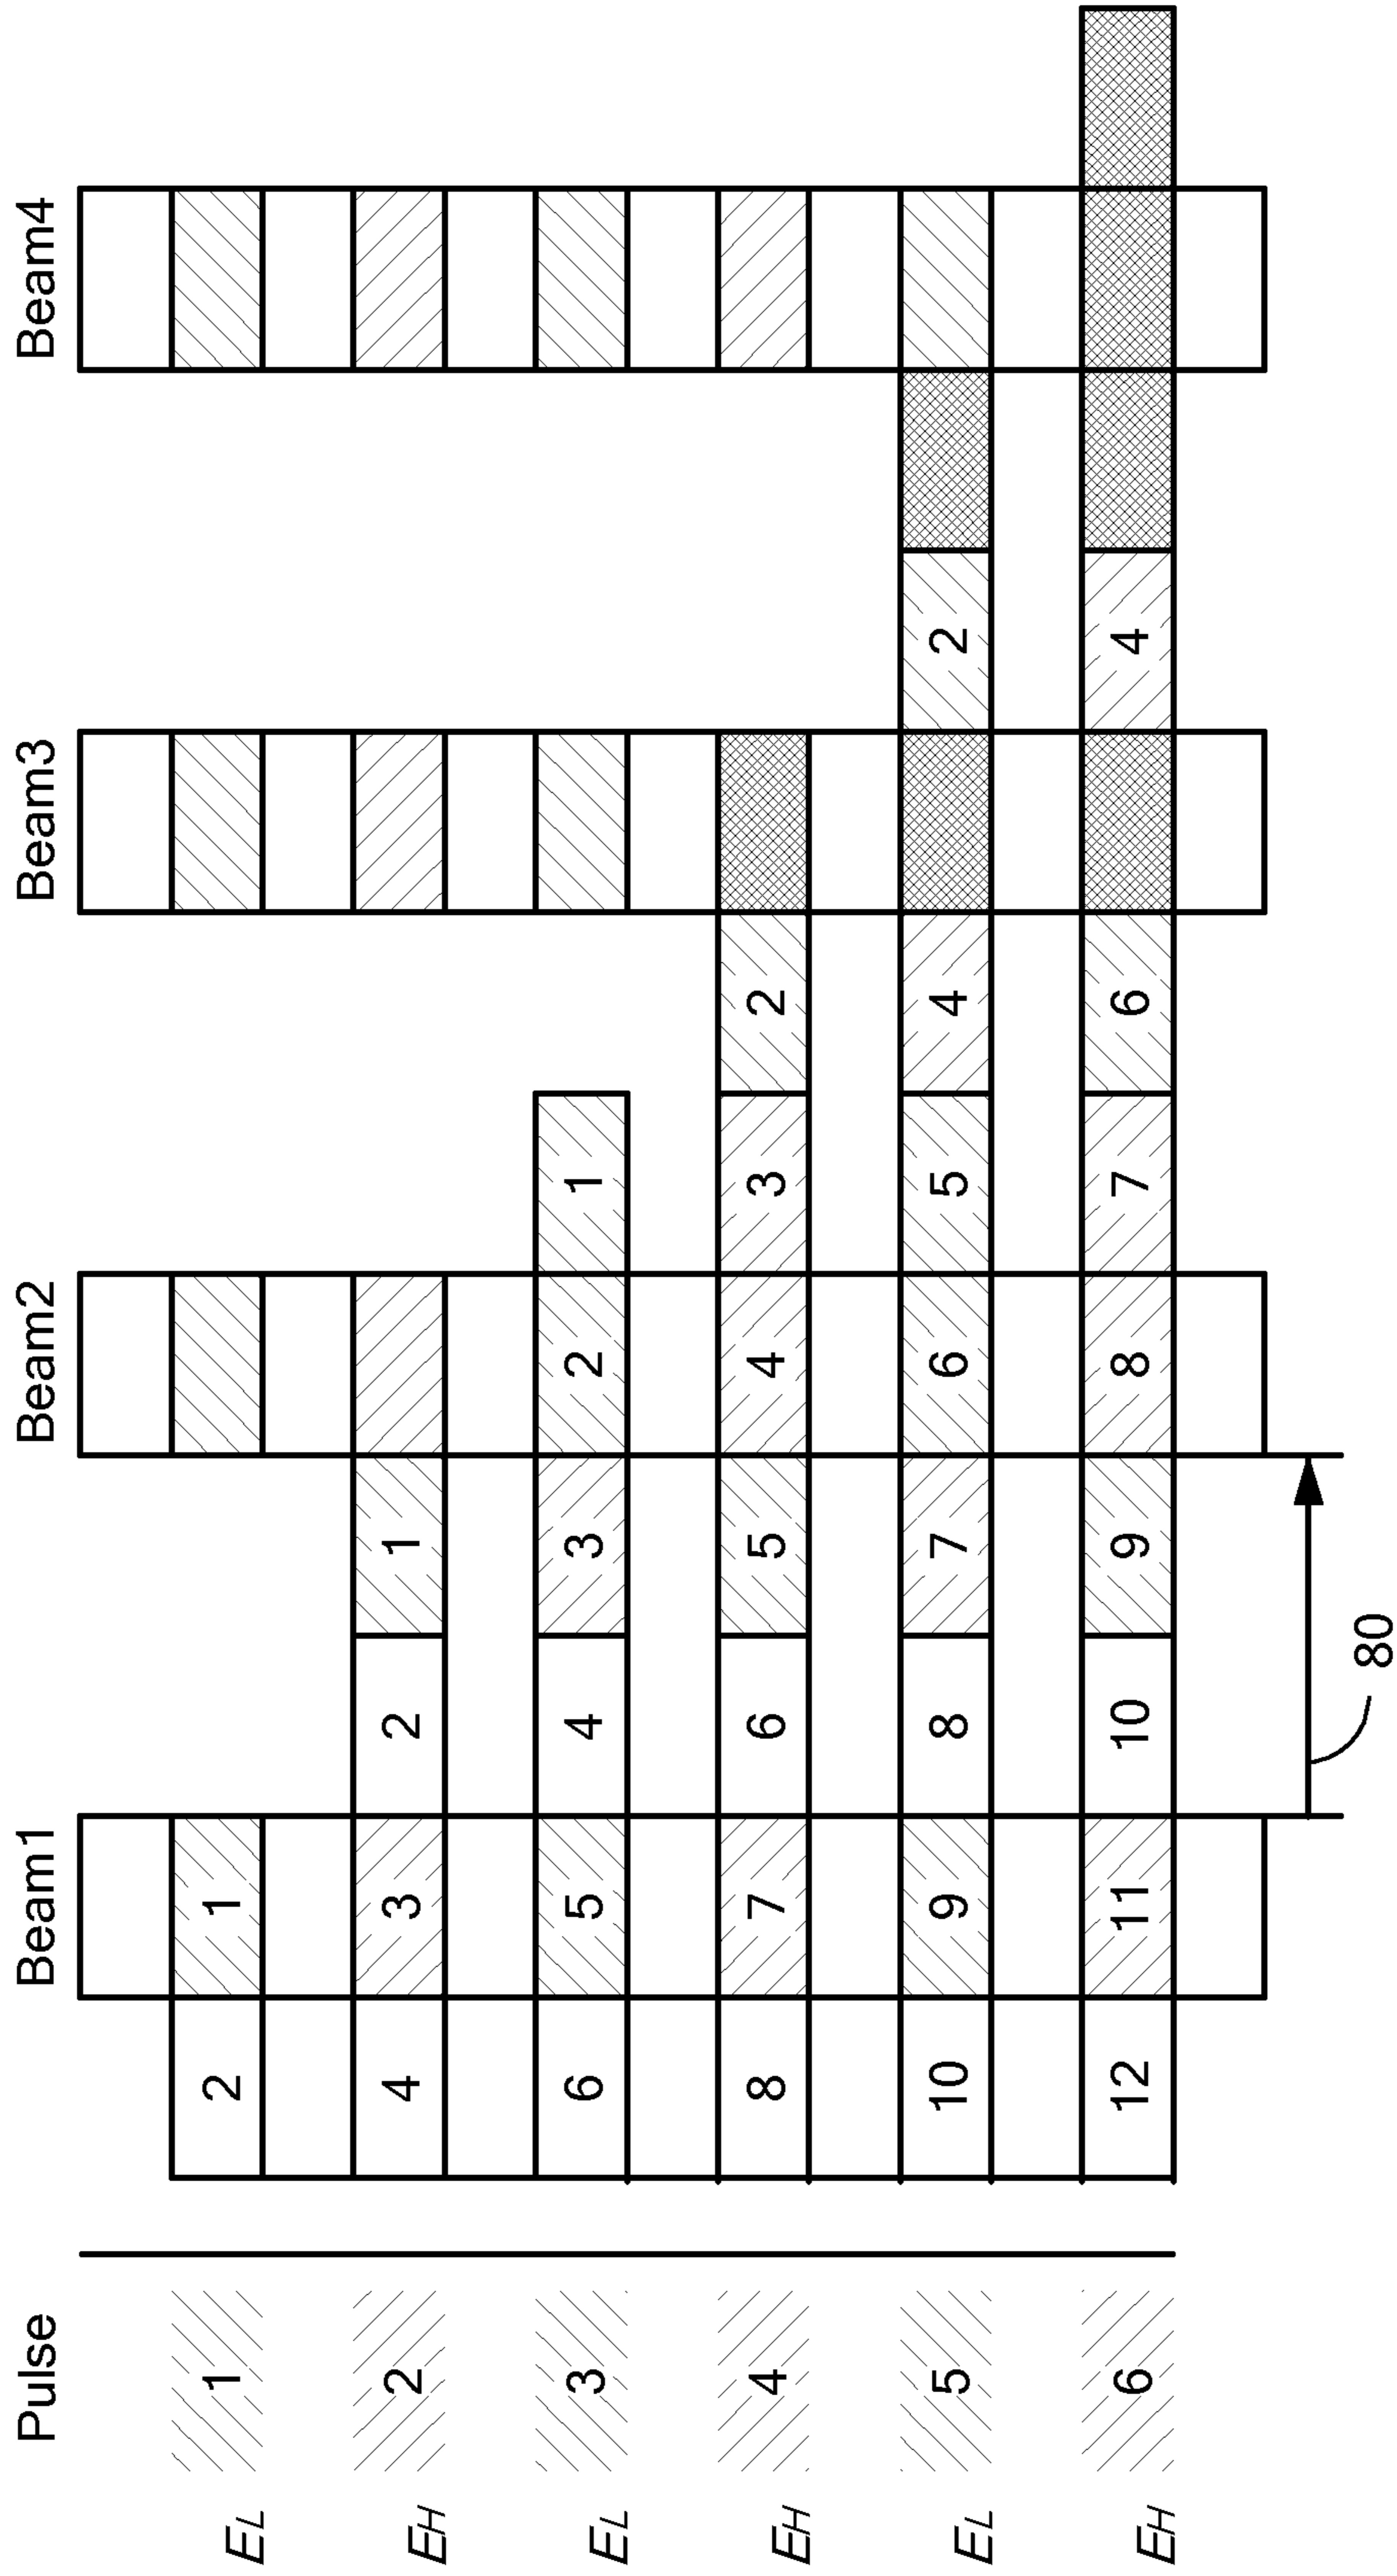 Pulse Beam1 Beam2 Beam3 Beam4
EL 1 2 1
EH 2 4 3 2 1
EL 3 6 5 4 3 2 1
EH 4 8 7 6 5 4 3 2
EL 5 10 9 8 7 6 5 4 2
EH 6 12 11 10 9 8 7 6 4
80